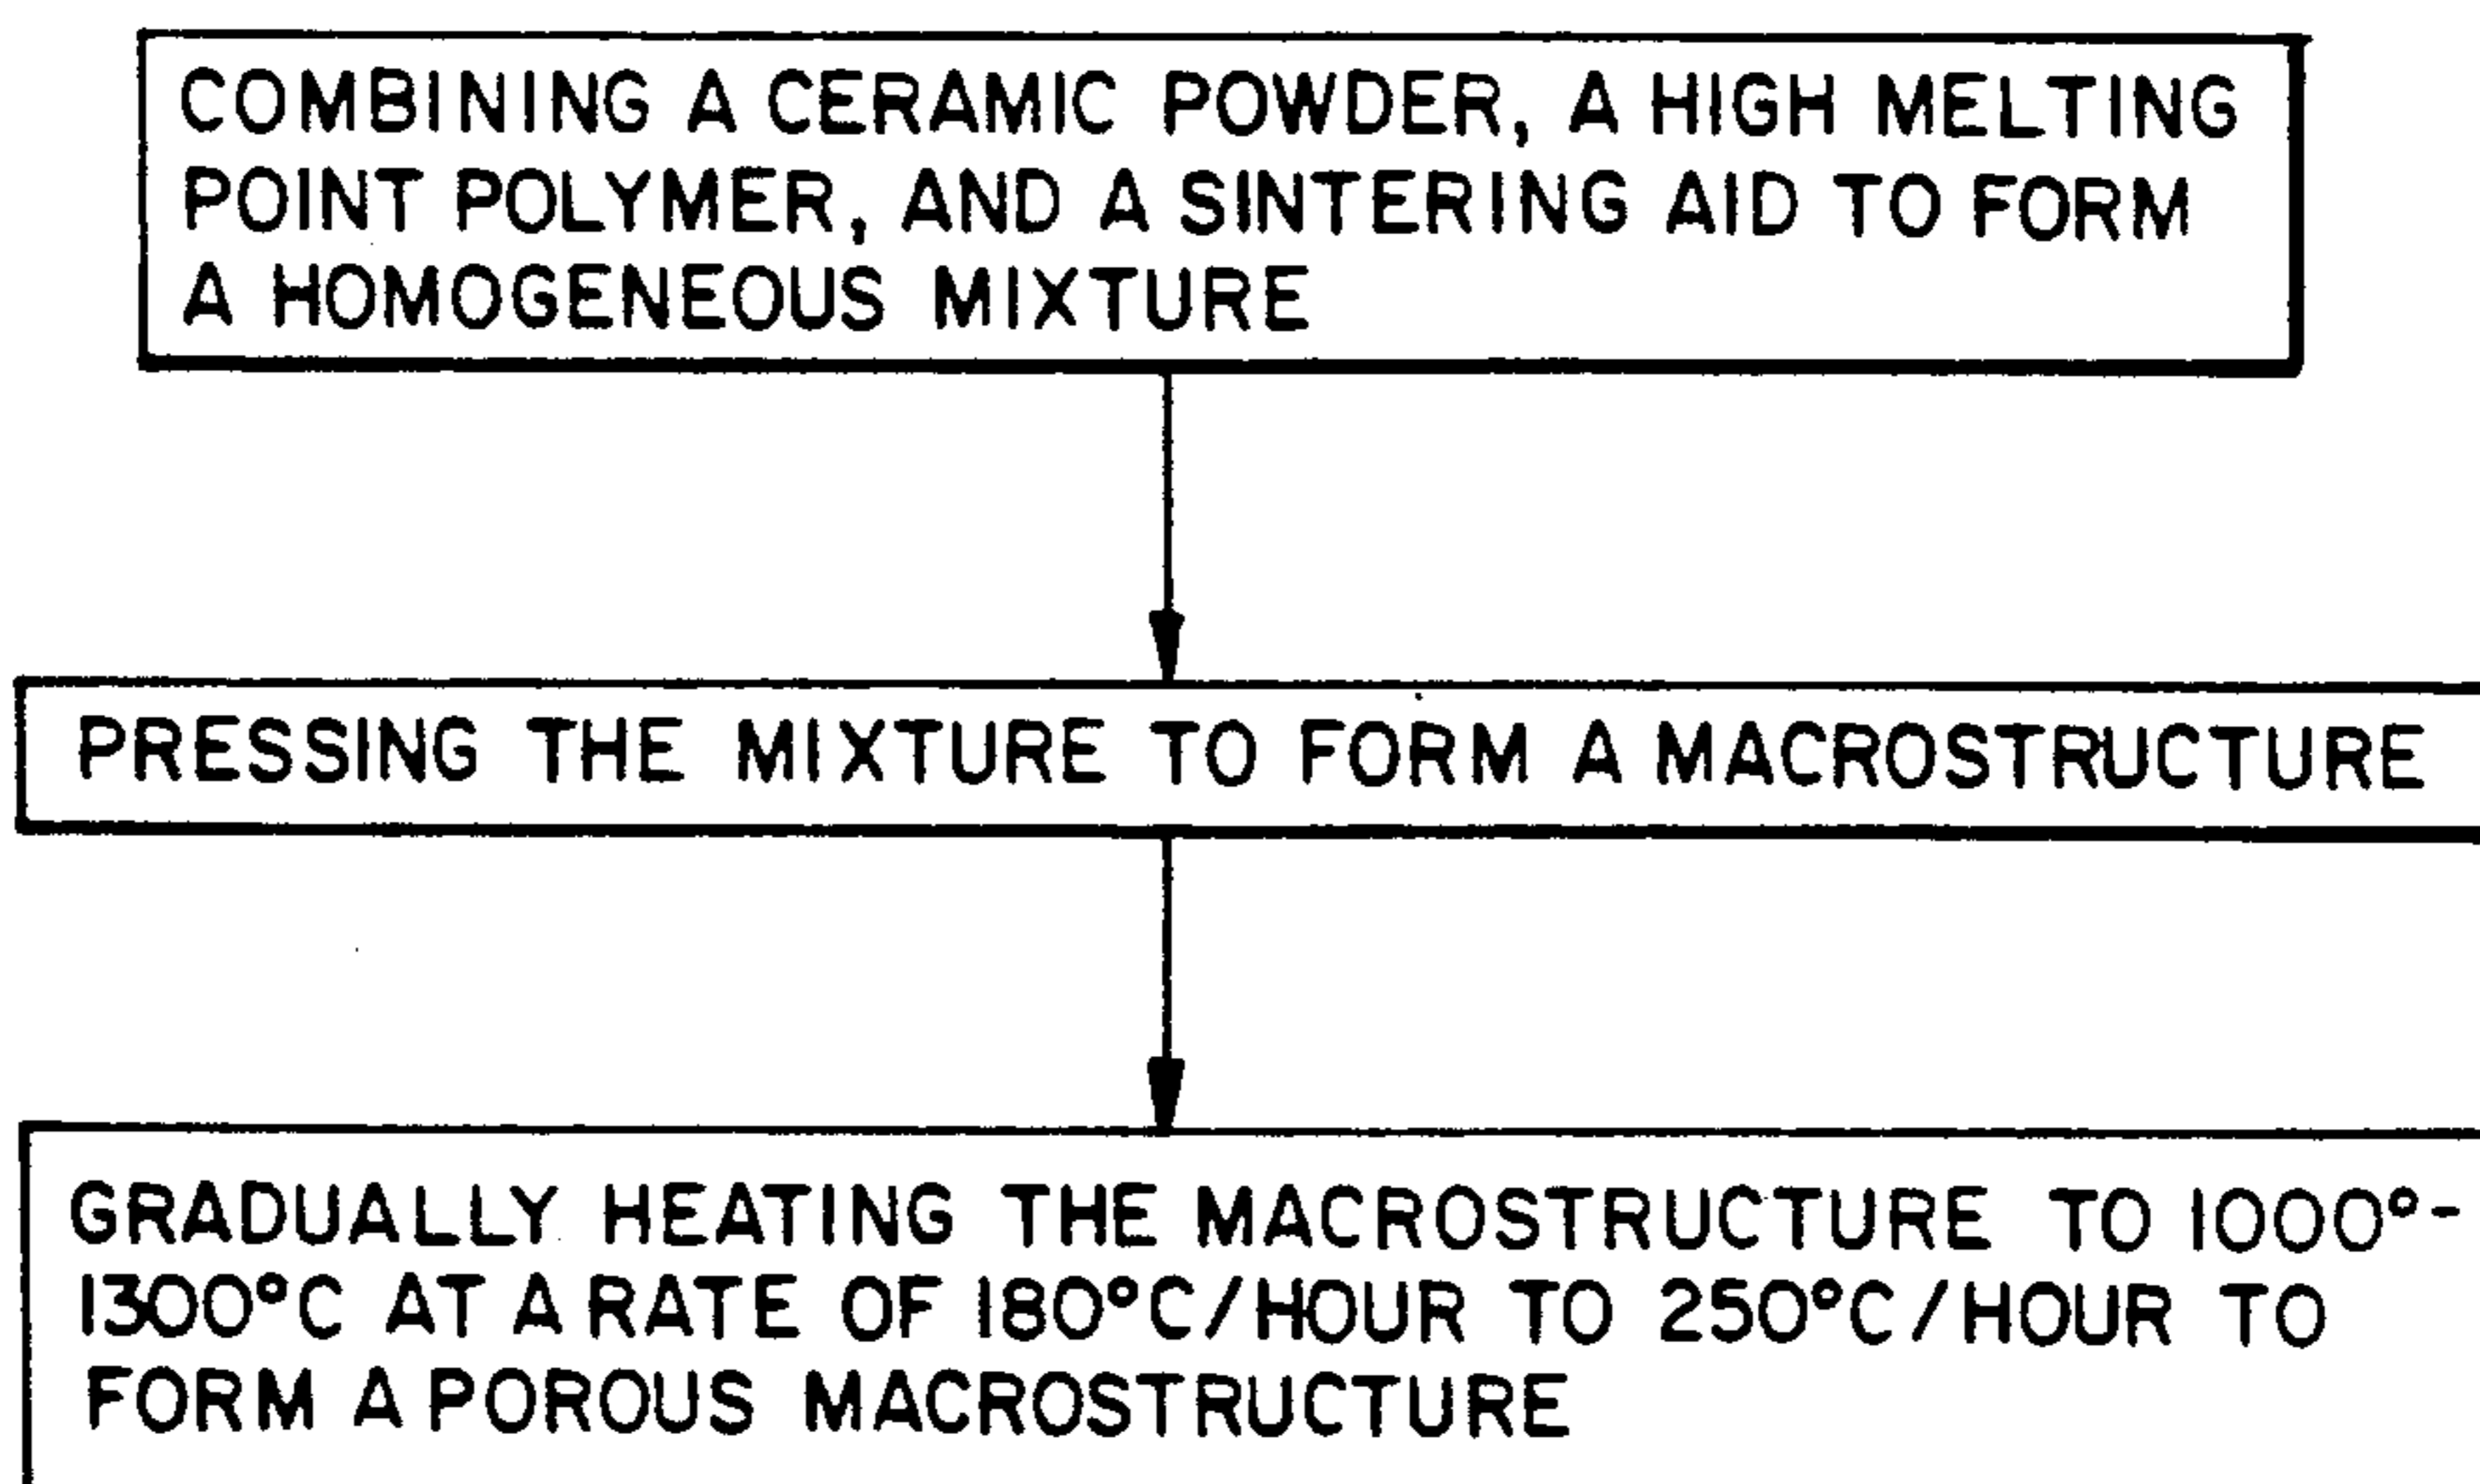 COMBINING A CERAMIC POWDER, A HIGH MELTING
POINT POLYMER, AND A SINTERING AID TO FORM
A HOMOGENEOUS MIXTURE
PRESSING THE MIXTURE TO FORM A MACROSTRUCTURE
GRADUALLY HEATING THE MACROSTRUCTURE TO 1000°-
1300°C AT A RATE OF 180°C/HOUR TO 250°C/HOUR TO
FORM A POROUS MACROSTRUCTURE